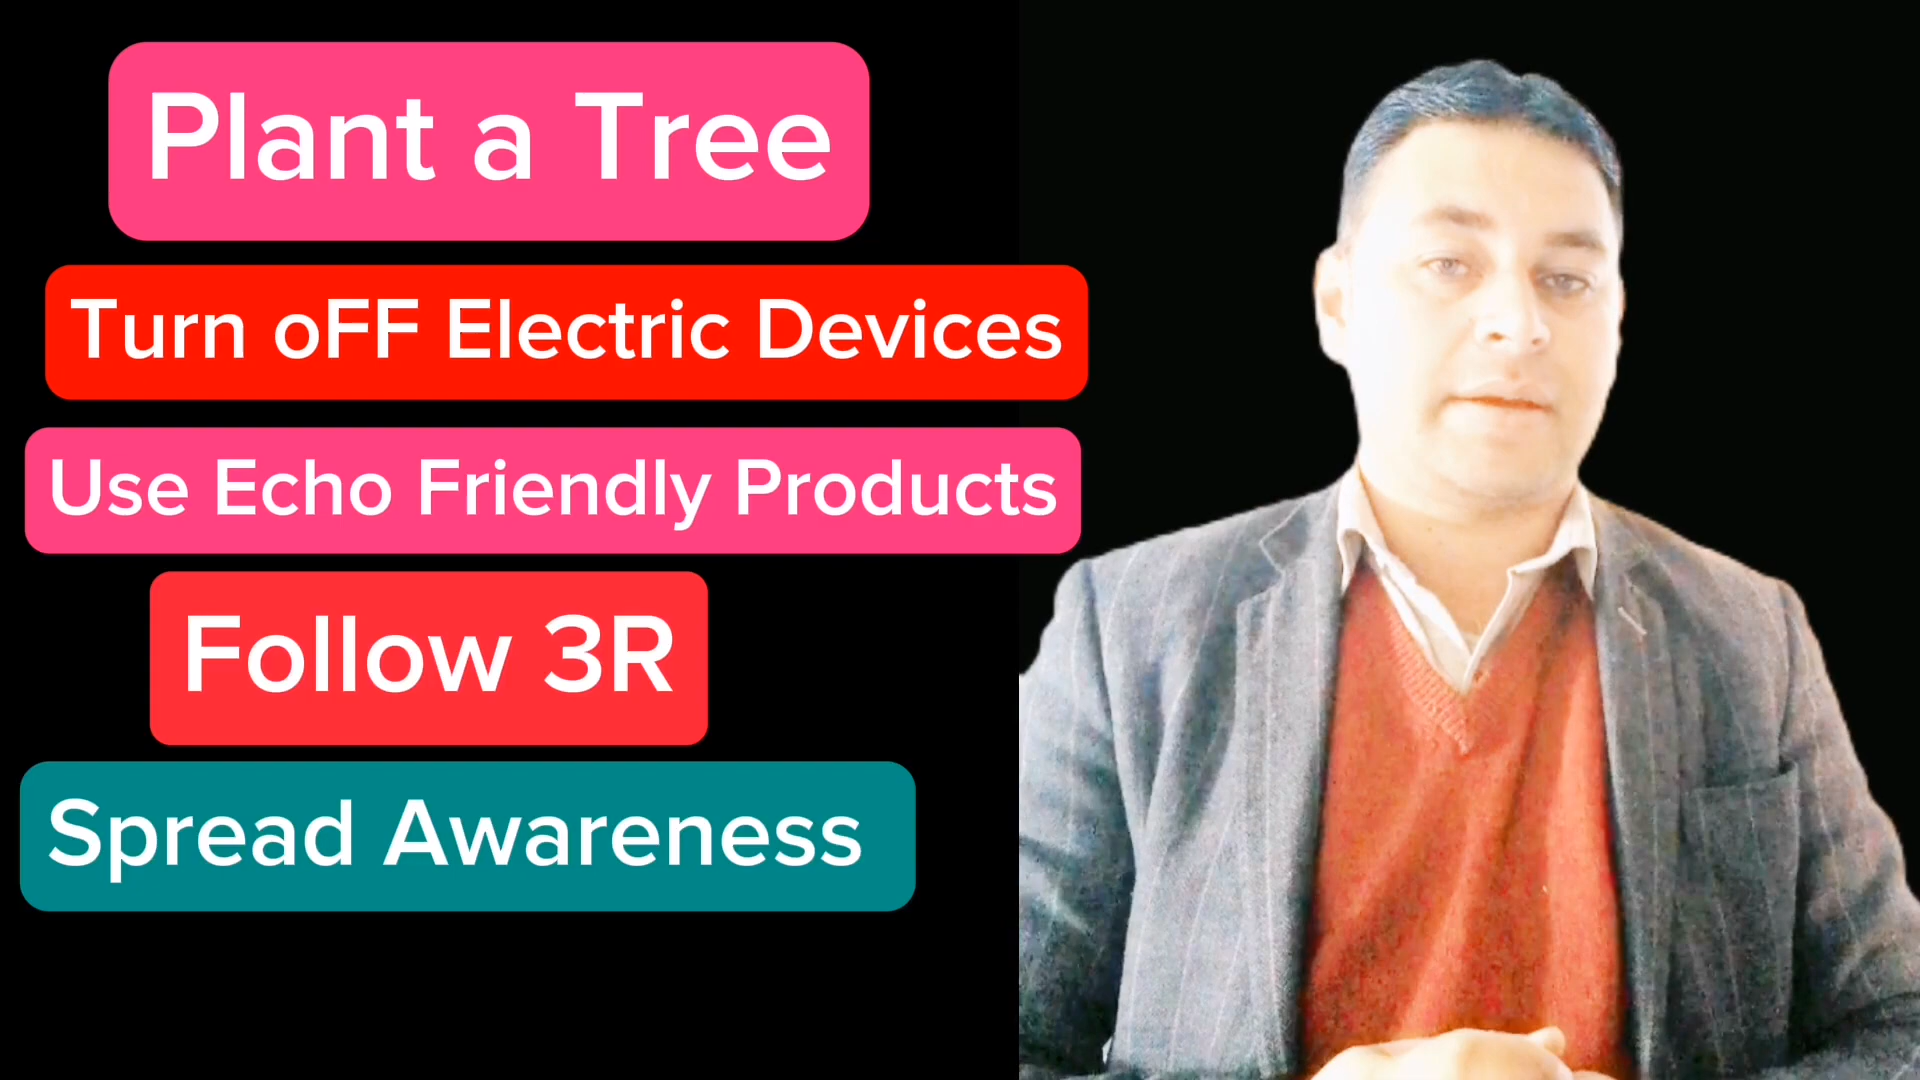 Plant a Tree
Turn oFF Electric Devices
Use Echo Friendly Products
Follow 3R
Spread Awareness